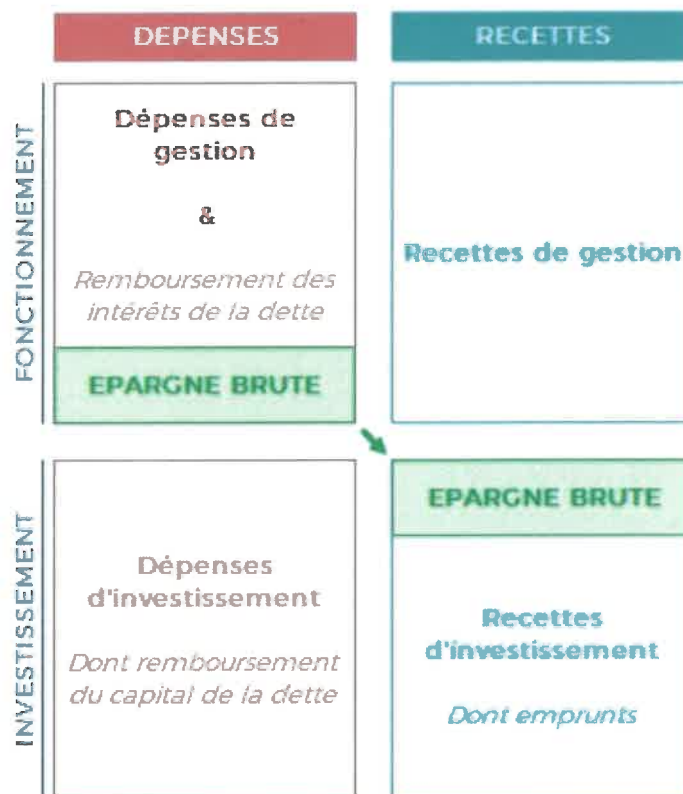 DEPENSES
RECETTES
FONCTIONNEMENT
Dépenses de
gestion
&
Remboursement des
intérêts de la dette
EPARGNE BRUTE
Recettes de gestion
INVESTISSEMENT
Dépenses
d'investissement
Dont remboursement
du capital de la dette
EPARGNE BRUTE
Recettes
d'investissement
Dont emprunts